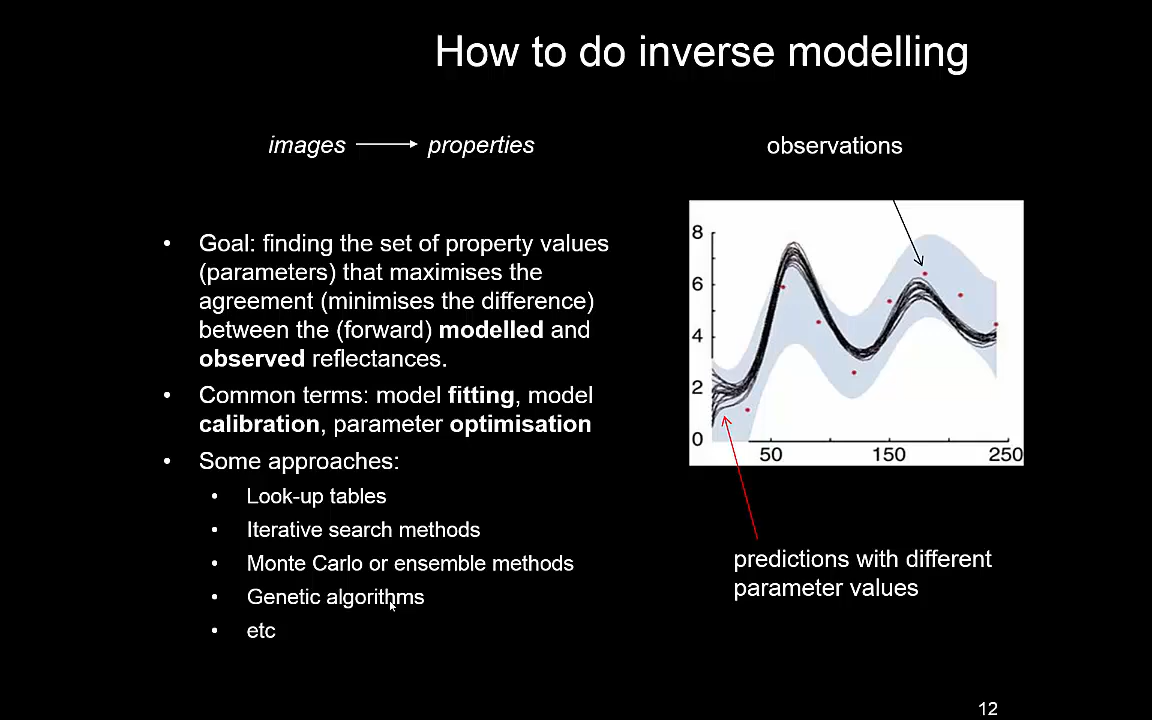 How to do inverse modelling
images properties
observations
• Goal: finding the set of property values
(parameters) that maximises the
agreement (minimises the difference)
between the (forward) modelled and
observed reflectances.
• Common terms: model fitting, model
calibration, parameter optimisation
• Some approaches:
• Look-up tables
• Iterative search methods
• Monte Carlo or ensemble methods
• Genetic algorithms
• etc
8
6
4
2
0
50 150 250
predictions with different
parameter values
12